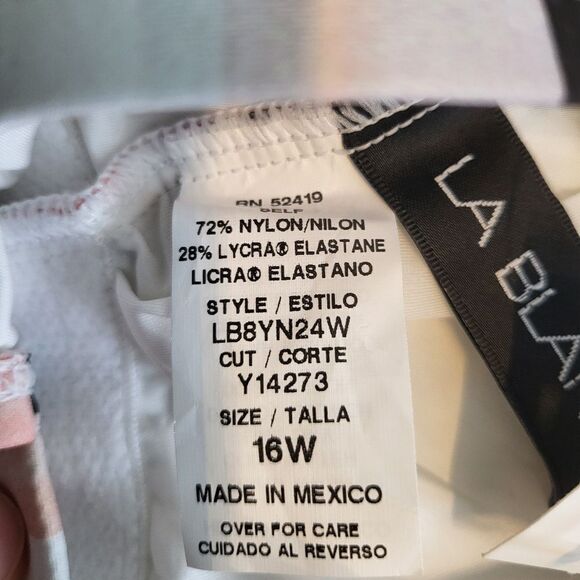 RN 52419
SELF
72% NYLON/NILON
28% LYCRA® ELASTANE
LICRA® ELASTANO
STYLE / ESTILO
LB8YN24W
CUT / CORTE
Y14273
SIZE / TALLA
16W
MADE IN MEXICO
OVER FOR CARE
CUIDADO AL REVERSO
LA